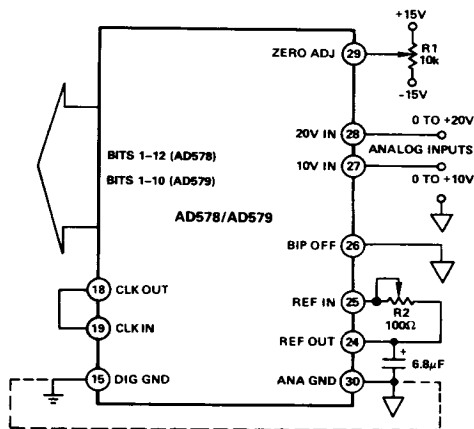 +15V
ZERO ADJ 29
R1
10k
-15V
20V IN 28
0 TO +20V
ANALOG INPUTS
10V IN 27
0 TO +10V
BITS 1–12 (AD578)
BITS 1–10 (AD579)
AD578/AD579
BIP OFF 26
18 CLK OUT
REF IN 25
R2
100Ω
19 CLK IN
REF OUT 24
+
6.8μF
15 DIG GND
ANA GND 30